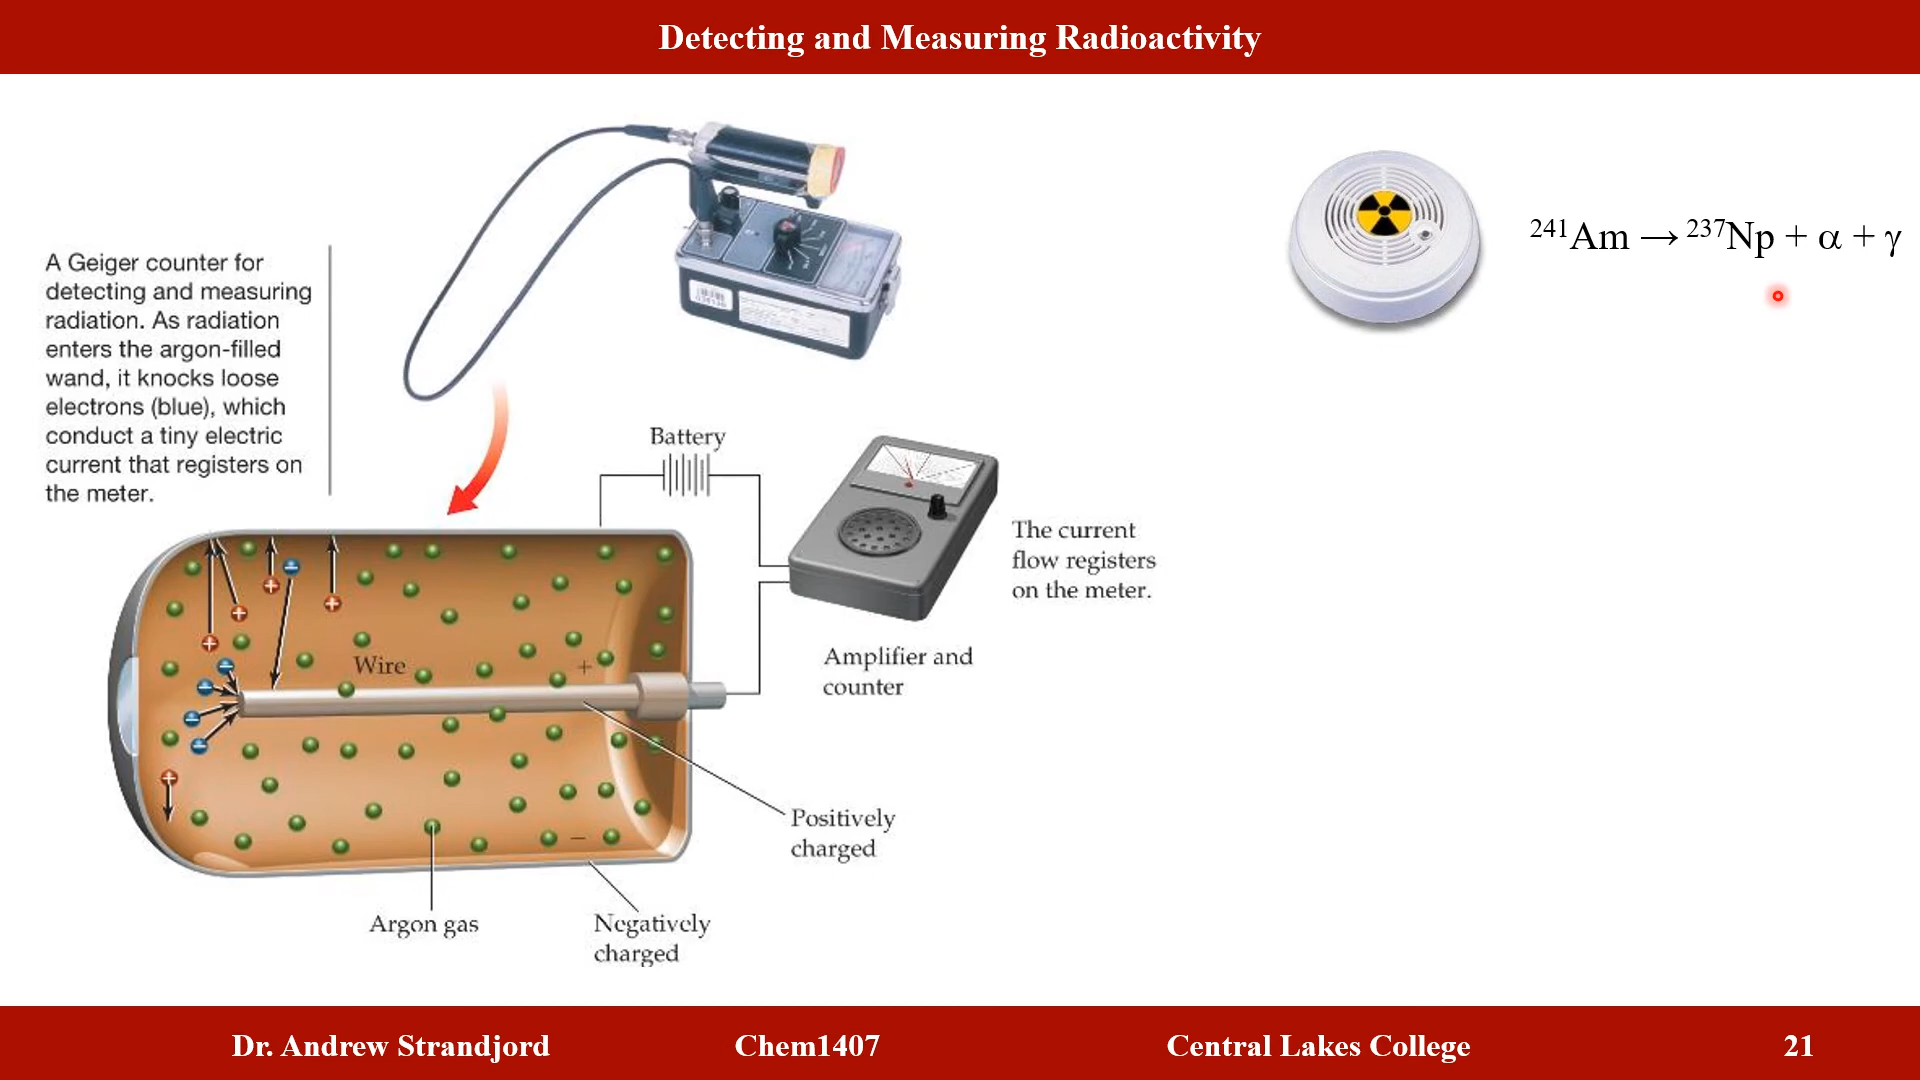 Detecting and Measuring Radioactivity
A Geiger counter for
detecting and measuring
radiation. As radiation
enters the argon-filled
wand, it knocks loose
electrons (blue), which
conduct a tiny electric
current that registers on
the meter.
²⁴¹Am → ²³⁷Np + α + γ
Battery
The current
flow registers
on the meter.
Amplifier and
counter
Wire
+
Positively
charged
−
Argon gas
Negatively
charged
Dr. Andrew Strandjord
Chem1407
Central Lakes College
21